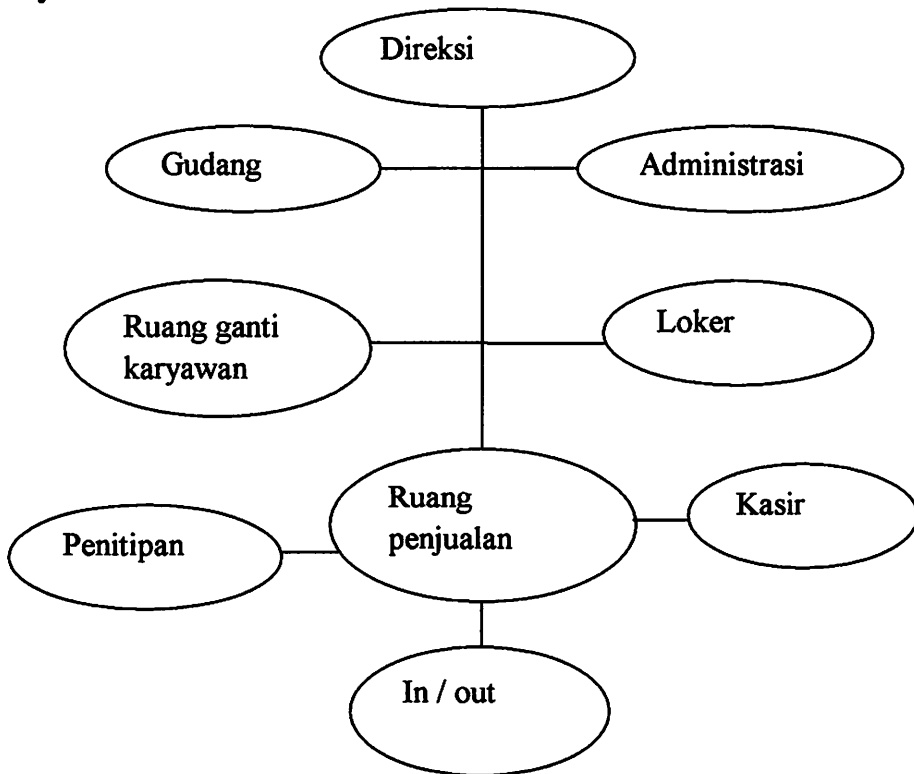 Direksi
Gudang
Administrasi
Ruang ganti
karyawan
Loker
Ruang
penjualan
Kasir
Penitipan
In / out